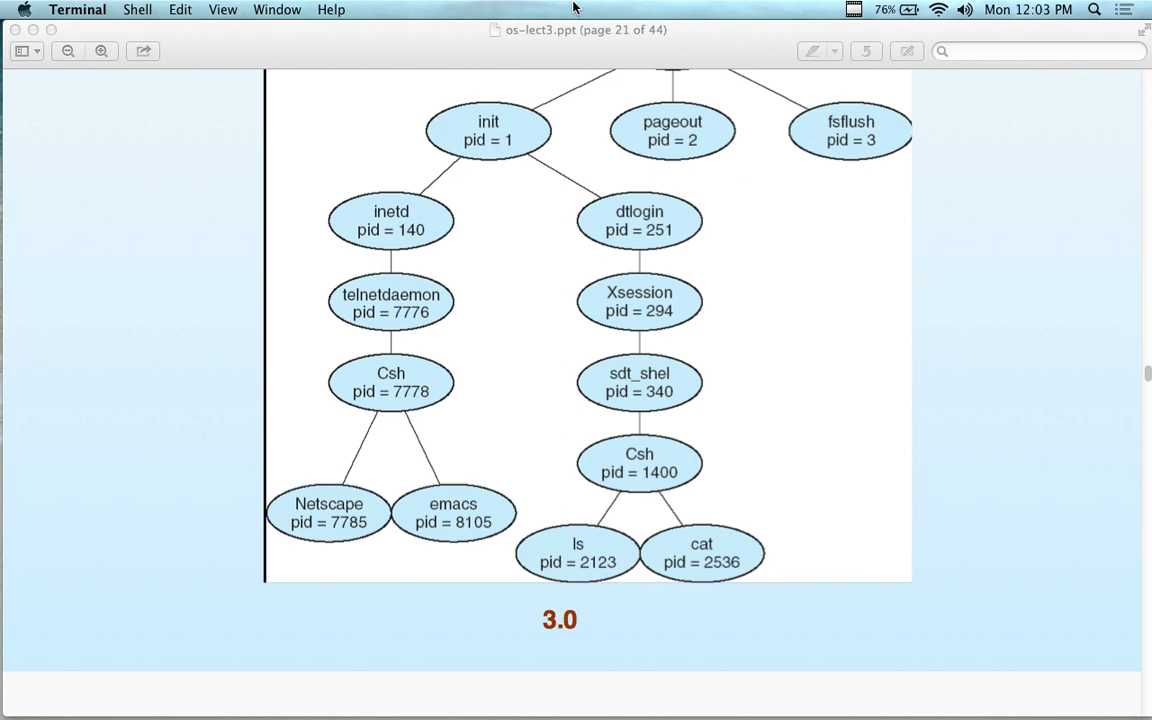 Terminal Shell Edit View Window Help 76% Mon 12:03 PM
os-lect3.ppt (page 21 of 44)
init
pid = 1
pageout
pid = 2
fsflush
pid = 3
inetd
pid = 140
dtlogin
pid = 251
telnetdaemon
pid = 7776
Xsession
pid = 294
Csh
pid = 7778
sdt_shel
pid = 340
Csh
pid = 1400
Netscape
pid = 7785
emacs
pid = 8105
ls
pid = 2123
cat
pid = 2536
3.0